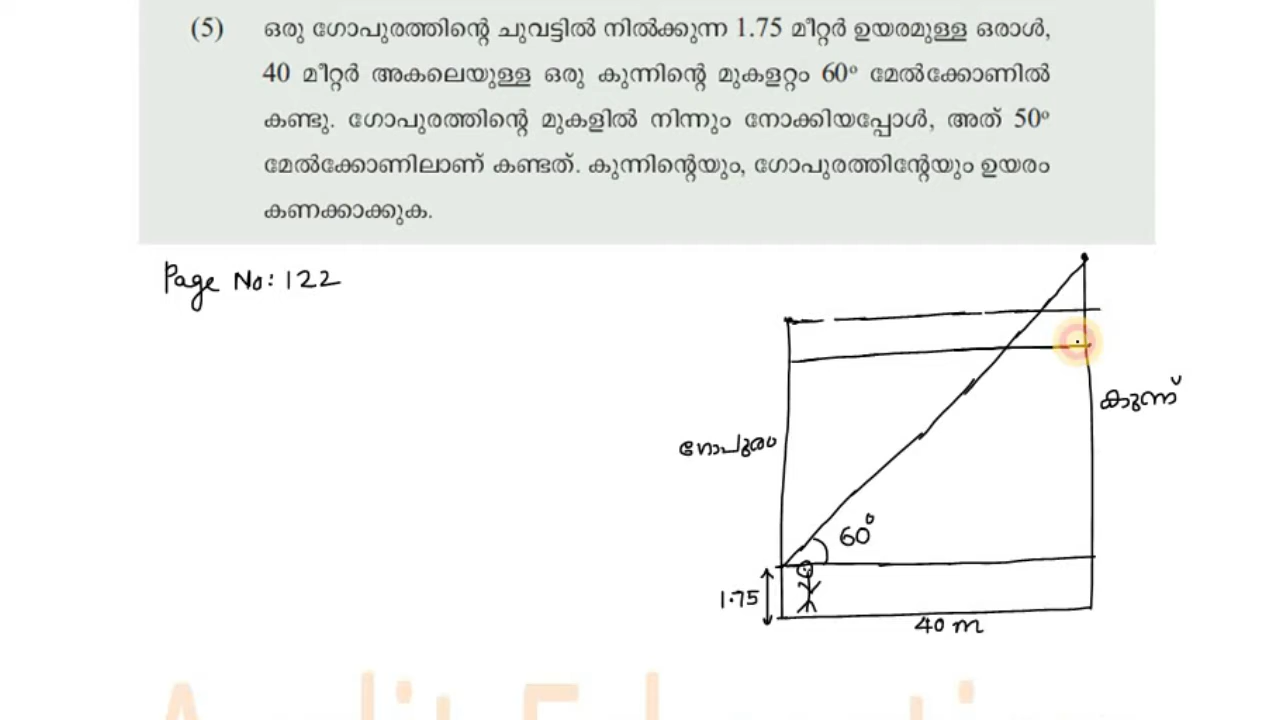 (5) ഒരു ഗോപുരത്തിന്റെ ചുവട്ടിൽ നിൽക്കുന്ന 1.75 മീറ്റർ ഉയരമുള്ള ഒരാൾ,
40 മീറ്റർ അകലെയുള്ള ഒരു കുന്നിന്റെ മുകളറ്റം 60° മേൽക്കോണിൽ
കണ്ടു. ഗോപുരത്തിന്റെ മുകളിൽ നിന്നും നോക്കിയപ്പോൾ, അത് 50°
മേൽക്കോണിലാണ് കണ്ടത്. കുന്നിന്റെയും, ഗോപുരത്തിന്റേയും ഉയരം
കണക്കാക്കുക.
Page No: 122
കുന്ന്
ഗോപുരം
60°
1.75
40 m